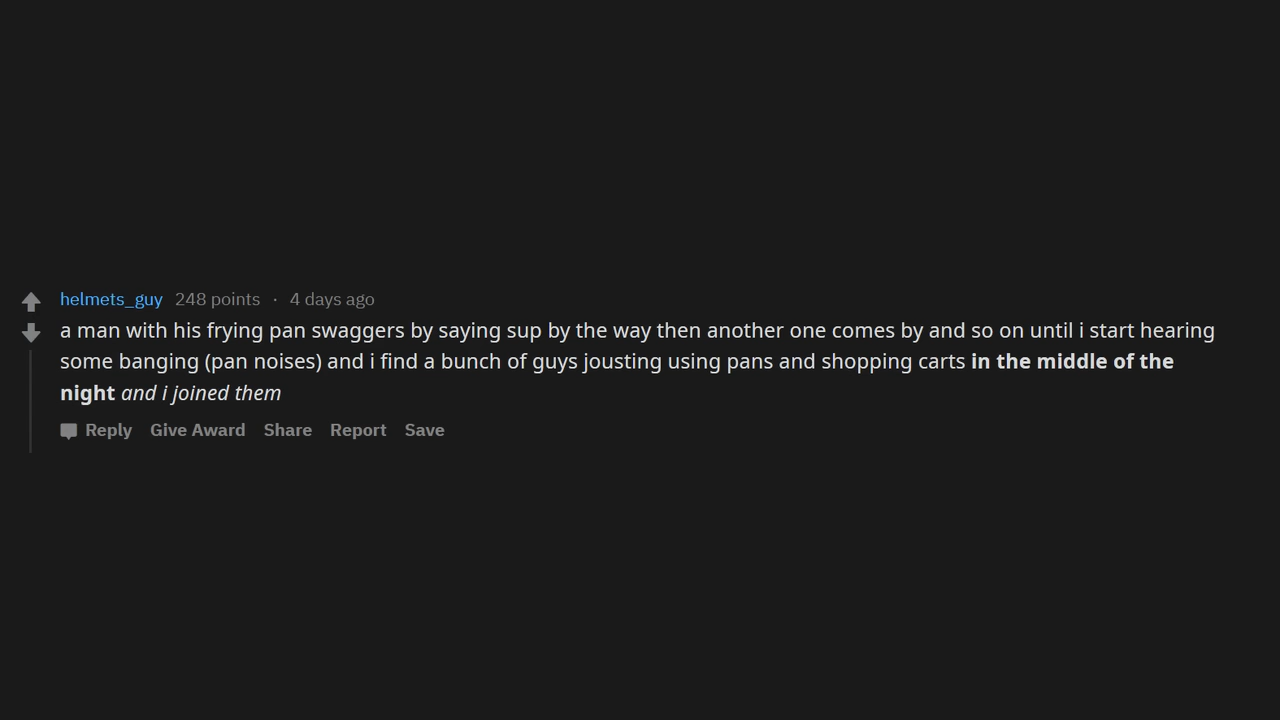 helmets_guy 248 points · 4 days ago
a man with his frying pan swaggers by saying sup by the way then another one comes by and so on until i start hearing
some banging (pan noises) and i find a bunch of guys jousting using pans and shopping carts in the middle of the
night and i joined them
Reply Give Award Share Report Save